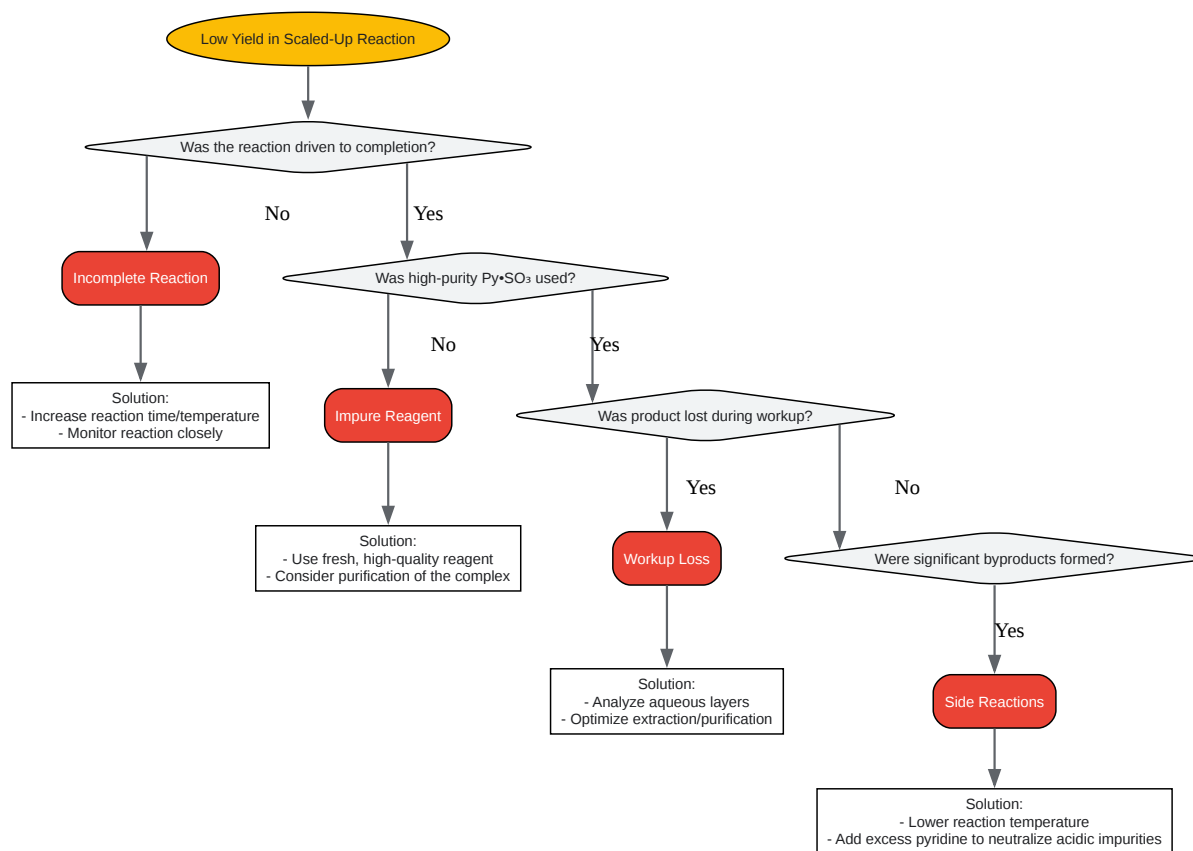 Low Yield in Scaled-Up Reaction
Was the reaction driven to completion?
No
Yes
Incomplete Reaction
Was high-purity Py•SO₃ used?
No
Yes
Solution:
- Increase reaction time/temperature
- Monitor reaction closely
Impure Reagent
Was product lost during workup?
Yes
No
Solution:
- Use fresh, high-quality reagent
- Consider purification of the complex
Workup Loss
Were significant byproducts formed?
Yes
Solution:
- Analyze aqueous layers
- Optimize extraction/purification
Side Reactions
Solution:
- Lower reaction temperature
- Add excess pyridine to neutralize acidic impurities